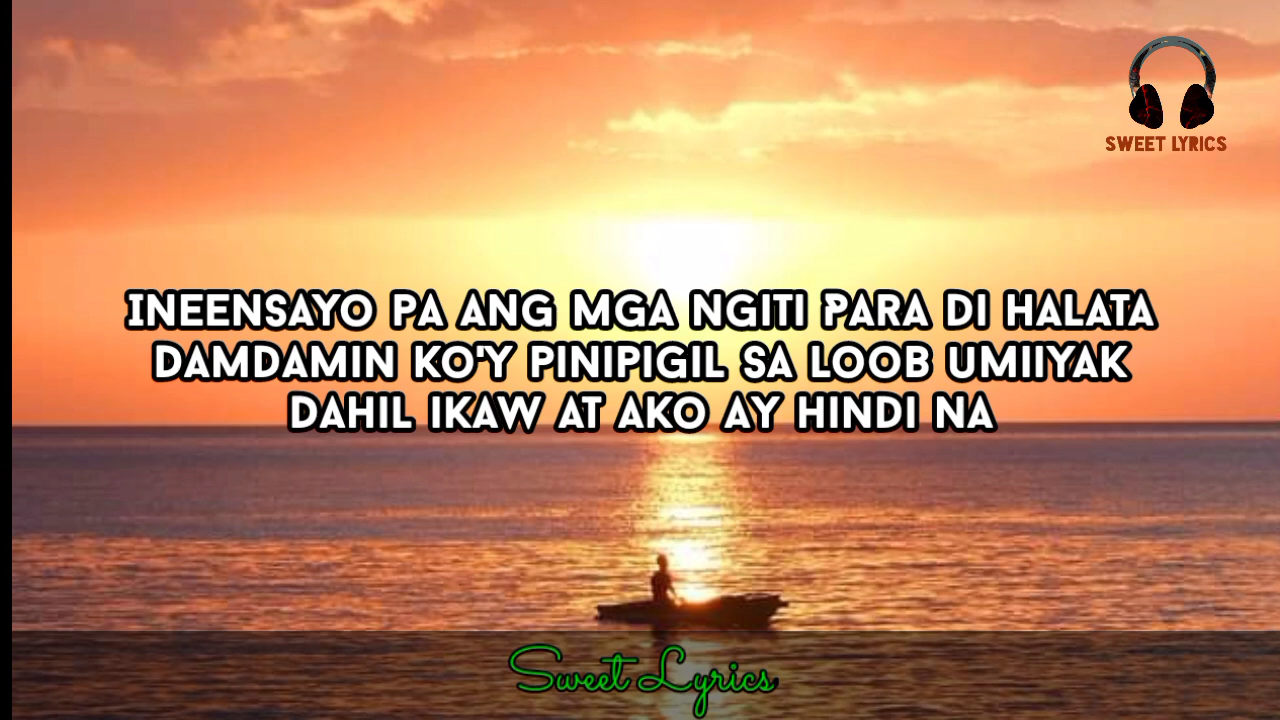 SWEET LYRICS
INEENSAYO PA ANG MGA NGITI PARA DI HALATA
DAMDAMIN KO'Y PINIPIGIL SA LOOB UMIIYAK
DAHIL IKAW AT AKO AY HINDI NA
Sweet Lyrics